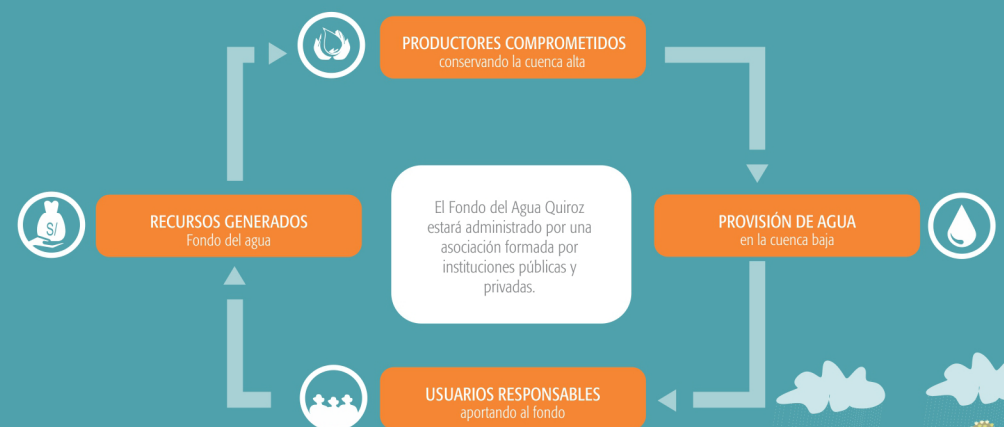 PRODUCTORES COMPROMETIDOS
conservando la cuenca alta
S/
RECURSOS GENERADOS
Fondo del agua
El Fondo del Agua Quiroz
estará administrado por una
asociación formada por
instituciones públicas y
privadas.
PROVISIÓN DE AGUA
en la cuenca baja
USUARIOS RESPONSABLES
aportando al fondo